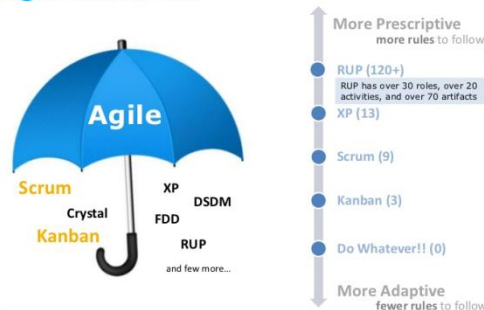 Agile
Scrum
XP
DSDM
Crystal
FDD
Kanban
RUP
and few more...
More Prescriptive
more rules to follow
RUP (120+)
RUP has over 30 roles, over 20
activities, and over 70 artifacts
XP (13)
Scrum (9)
Kanban (3)
Do Whatever!! (0)
More Adaptive
fewer rules to follow